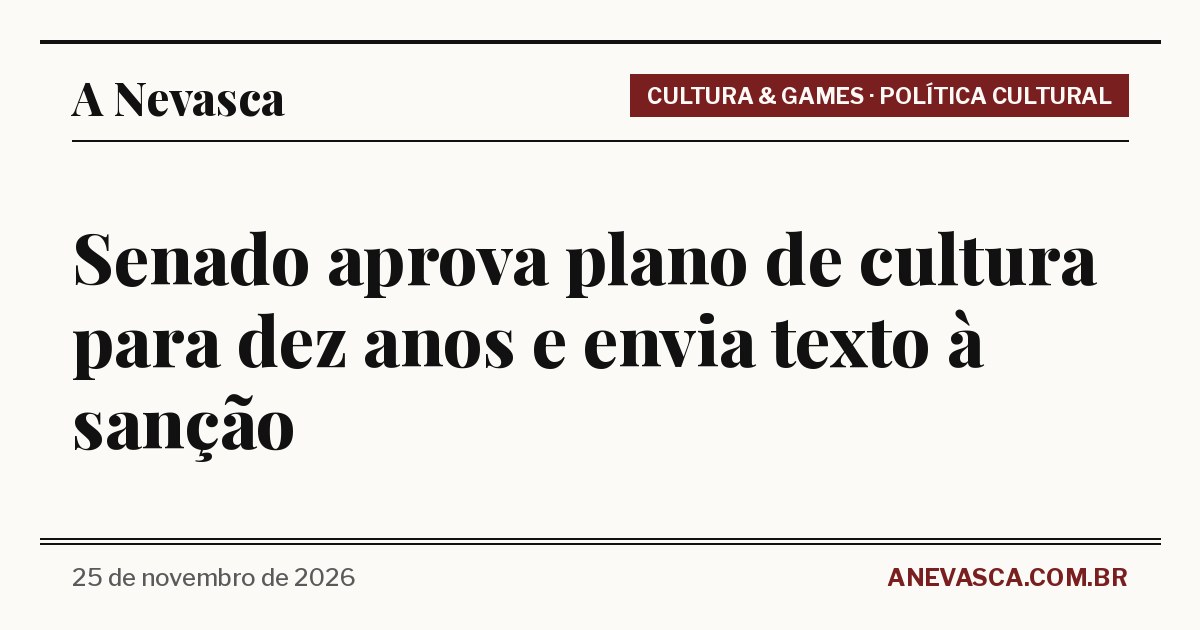 A Nevasca
CULTURA & GAMES · POLÍTICA CULTURAL
Senado aprova plano de cultura
para dez anos e envia texto à
sanção
25 de novembro de 2026
ANEVASCA.COM.BR